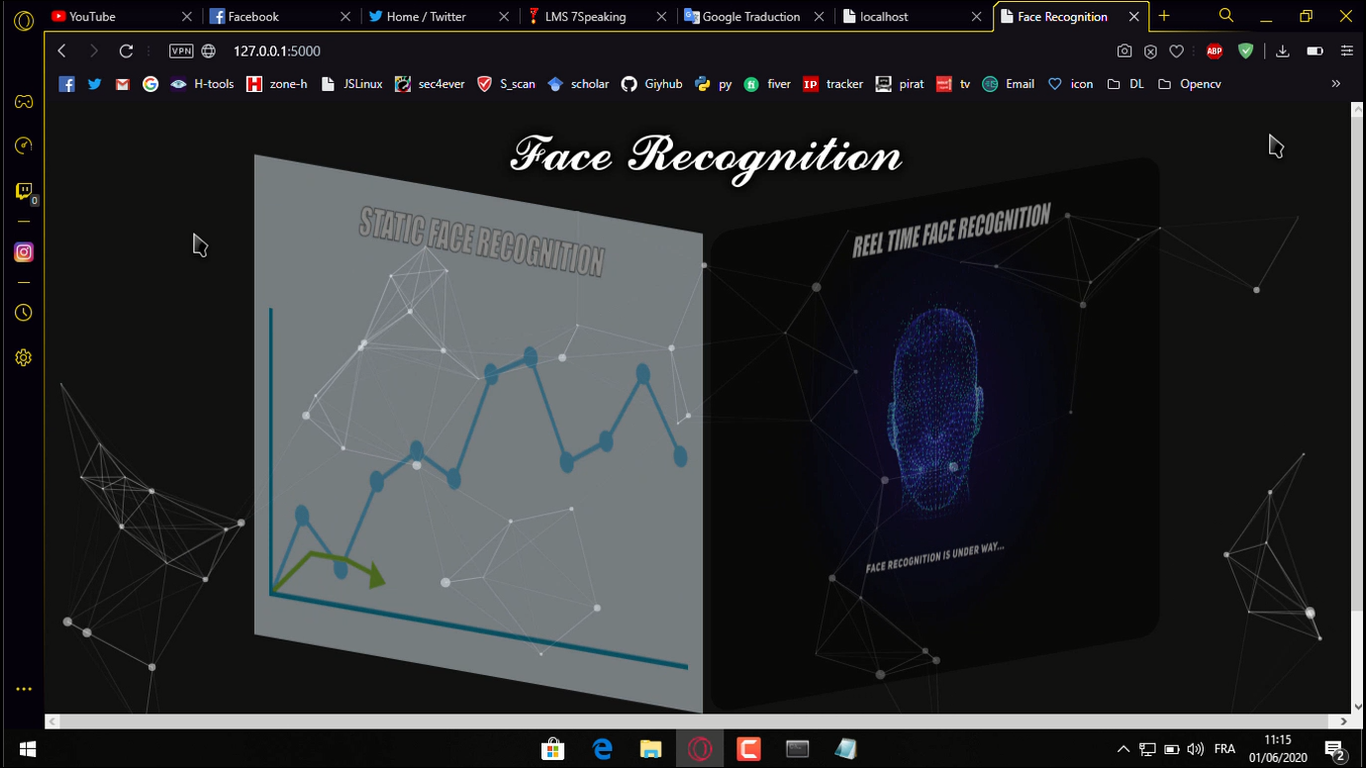 YouTube
Facebook
Home / Twitter
LMS 7Speaking
Google Traduction
localhost
Face Recognition
VPN
127.0.0.1:5000
ABP
H-tools
zone-h
JSLinux
sec4ever
S_scan
scholar
Giyhub
py
fiver
IP
tracker
pirat
tv
Email
icon
DL
Opencv
»
0
Face Recognition
STATIC FACE RECOGNITION
REEL TIME FACE RECOGNITION
FACE RECOGNITION IS UNDER WAY...
FRA
11:15
01/06/2020
2